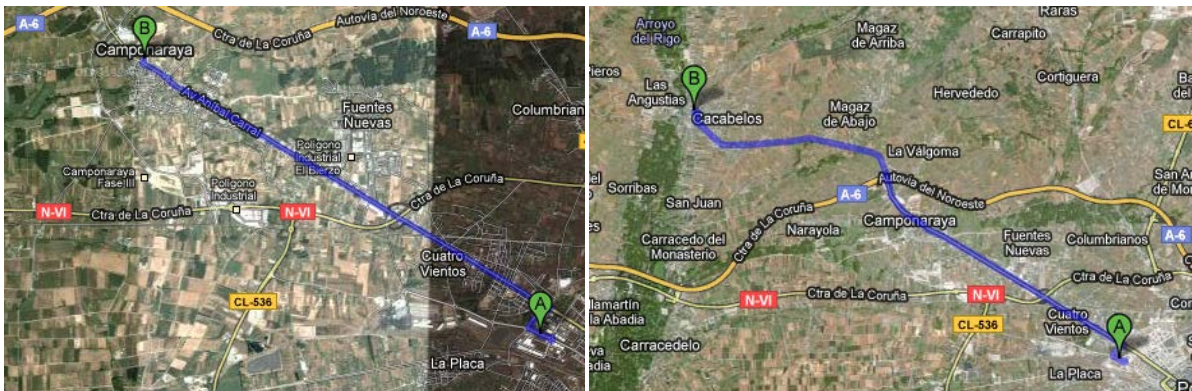 A-6
Autovía del Noroeste
Ctra de La Coruña
A-6
B
Camponaraya
Av Aníbal Carral
Fuentes
Nuevas
Columbrian
Polígono
Industrial
El Bierzo
Camponaraya
Fase III
Polígono
Industrial
Ctra de La Coruña
N-VI
Ctra de La Coruña
N-VI
Cuatro
Vientos
CL-536
A
La Placa
Arroyo
del Rigo
Magaz
de Arriba
Raras
Carrapito
Pieros
Las
Angustias
B
Cacabelos
Magaz
de Abajo
Hervededo
Cortiguera
CL-6
La Válgoma
Sorribas
San Juan
A-6
Autovía del Noroeste
Ctra de La Coruña
Camponaraya
Narayola
Carracedo del
Monasterio
Fuentes
Nuevas
Columbrianos
A-6
N-VI
Ctra de La Coruña
N-VI
Ctra de La Coruña
CL-536
Cuatro
Vientos
A
la Abadia
Carracedelo
La Placa